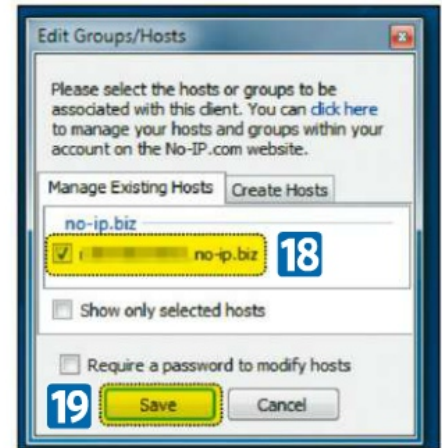 Edit Groups/Hosts
Please select the hosts or groups to be
associated with this client. You can click here
to manage your hosts and groups within your
account on the No-IP.com website.
Manage Existing Hosts Create Hosts
no-ip.biz
no-ip.biz 18
Show only selected hosts
Require a password to modify hosts
19 Save Cancel